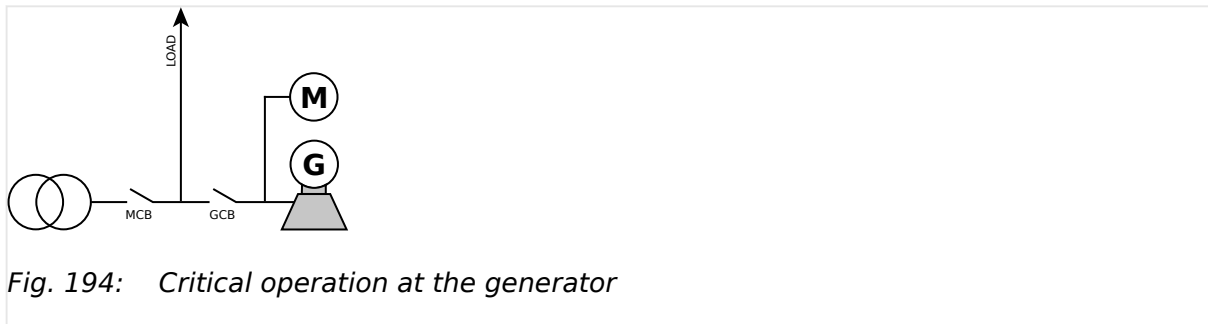 LOAD
M
G
MCB
GCB
Fig. 194: Critical operation at the generator